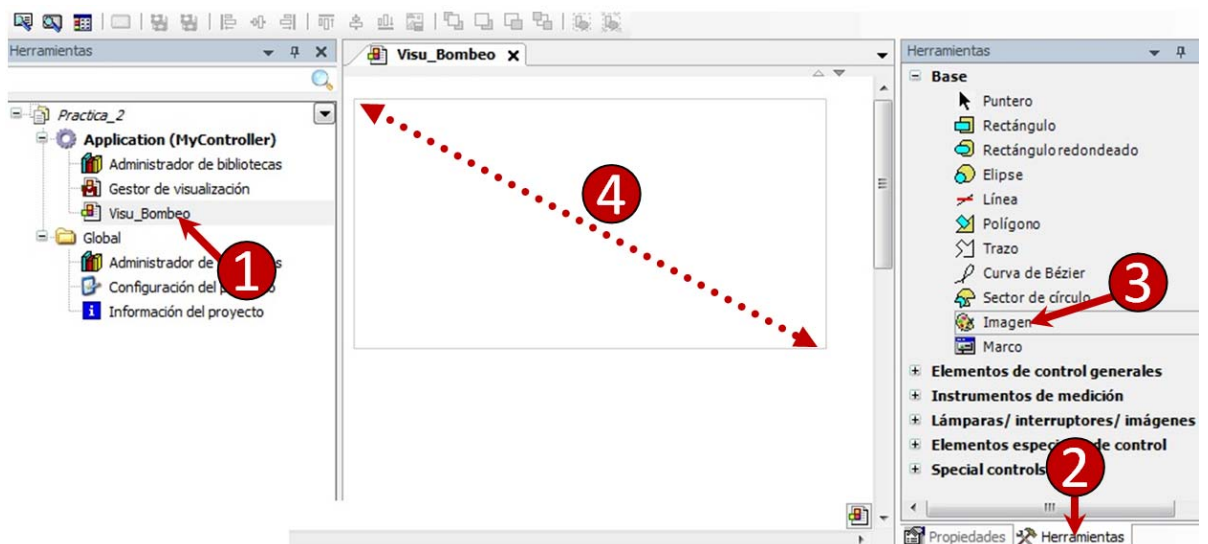 Herramientas
Practica_2
Application (MyController)
Administrador de bibliotecas
Gestor de visualización
Visu_Bombeo
Global
Administrador de s
Configuración del p o
Información del proyecto
1
Visu_Bombeo X
4
Herramientas
Base
Puntero
Rectángulo
Rectángulo redondeado
Elipse
Línea
Polígono
Trazo
Curva de Bézier
Sector de círculo
Imagen
Marco
3
Elementos de control generales
Instrumentos de medición
Lámparas/ interruptores/ imágenes
Elementos espec de control
Special controls
2
Propiedades Herramientas